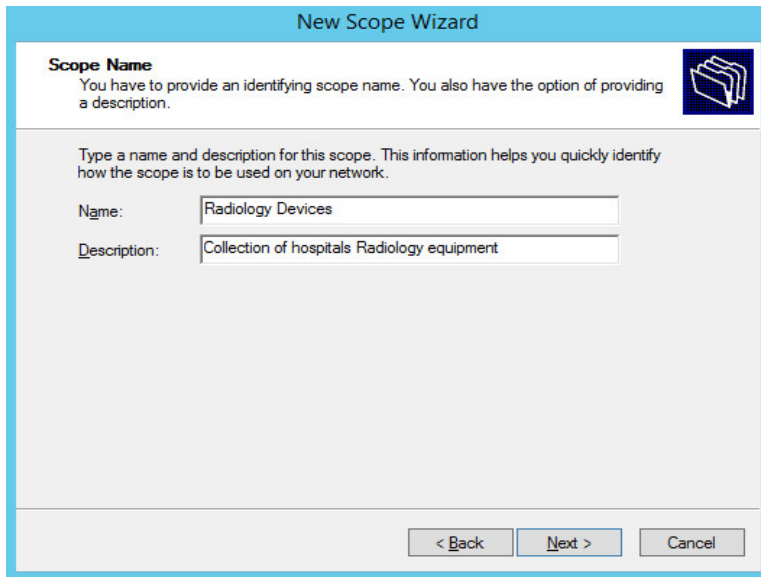 New Scope Wizard
Scope Name
You have to provide an identifying scope name. You also have the option of providing
a description.
Type a name and description for this scope. This information helps you quickly identify
how the scope is to be used on your network.
Name: Radiology Devices
Description: Collection of hospitals Radiology equipment
< Back Next > Cancel